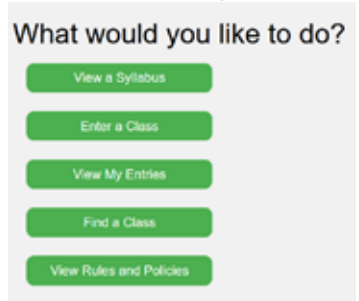 What would you like to do?
View a Syllabus
Enter a Class
View My Entries
Find a Class
View Rules and Policies